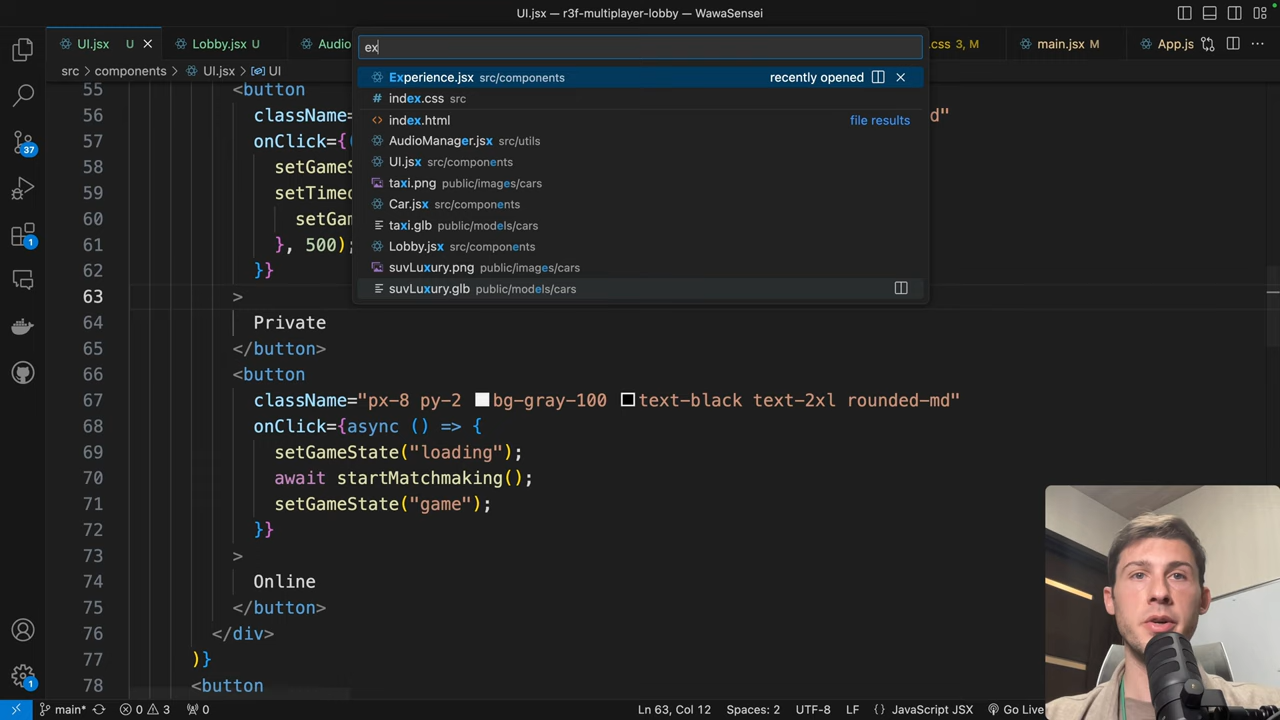 UI.jsx — r3f-multiplayer-lobby — WawaSensei
UI.jsx U
Lobby.jsx U
Audio
.css 3, M
main.jsx M
App.js
ex
src > components > UI.jsx > UI
Experience.jsx src/components recently opened
index.css src
index.html file results
AudioManager.jsx src/utils
UI.jsx src/components
taxi.png public/images/cars
Car.jsx src/components
taxi.glb public/models/cars
Lobby.jsx src/components
suvLuxury.png public/images/cars
suvLuxury.glb public/models/cars
55 <button
56 className= d"
57 onClick={
58 setGameS
59 setTimeo
60 setGam
61 }, 500);
62 }}
63 >
64 Private
65 </button>
66 <button
67 className="px-8 py-2 bg-gray-100 text-black text-2xl rounded-md"
68 onClick={async () => {
69 setGameState("loading");
70 await startMatchmaking();
71 setGameState("game");
72 }}
73 >
74 Online
75 </button>
76 </div>
77 )}
78 <button
37
1
1
main* 0 3 0 Ln 63, Col 12 Spaces: 2 UTF-8 LF {} JavaScript JSX Go Live